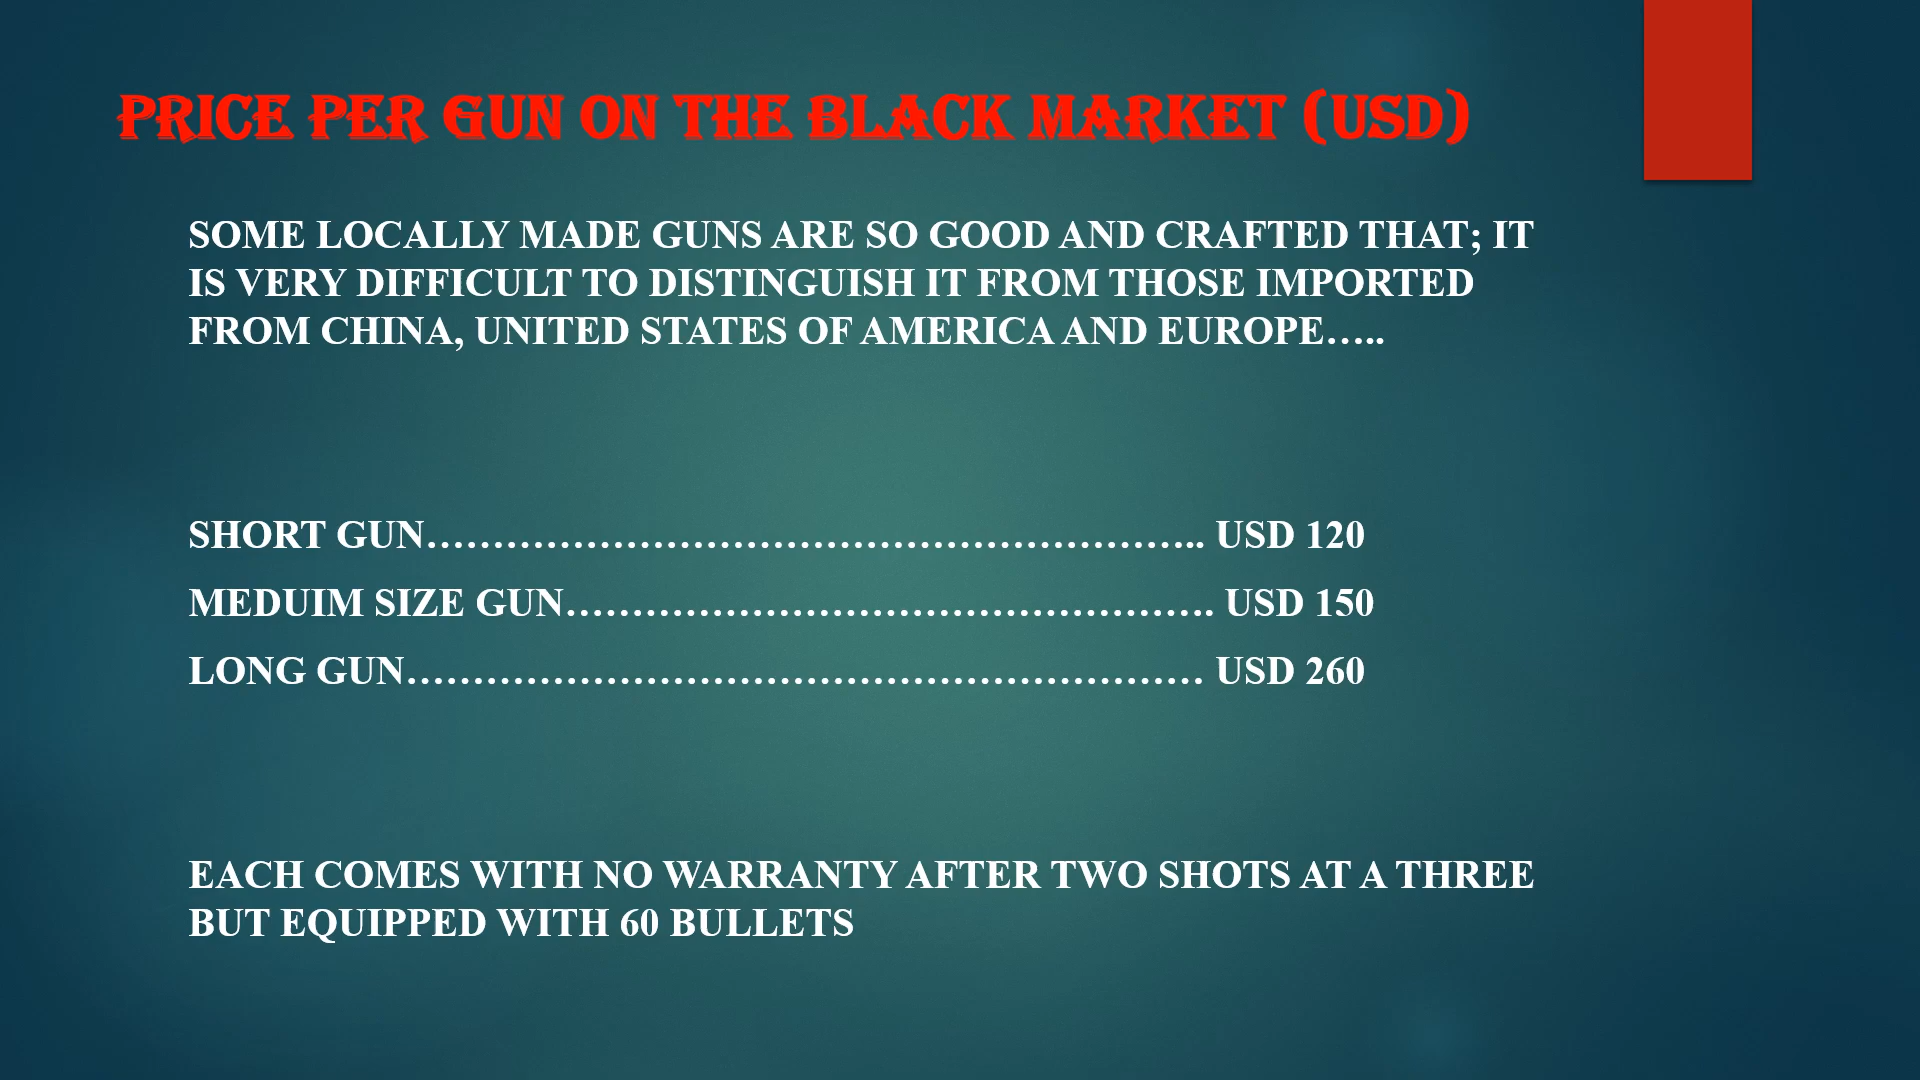 PRICE PER GUN ON THE BLACK MARKET (USD)
SOME LOCALLY MADE GUNS ARE SO GOOD AND CRAFTED THAT; IT
IS VERY DIFFICULT TO DISTINGUISH IT FROM THOSE IMPORTED
FROM CHINA, UNITED STATES OF AMERICA AND EUROPE…..
SHORT GUN………………………………………………….. USD 120
MEDUIM SIZE GUN…………………………………………. USD 150
LONG GUN…………………………………………………… USD 260
EACH COMES WITH NO WARRANTY AFTER TWO SHOTS AT A THREE
BUT EQUIPPED WITH 60 BULLETS